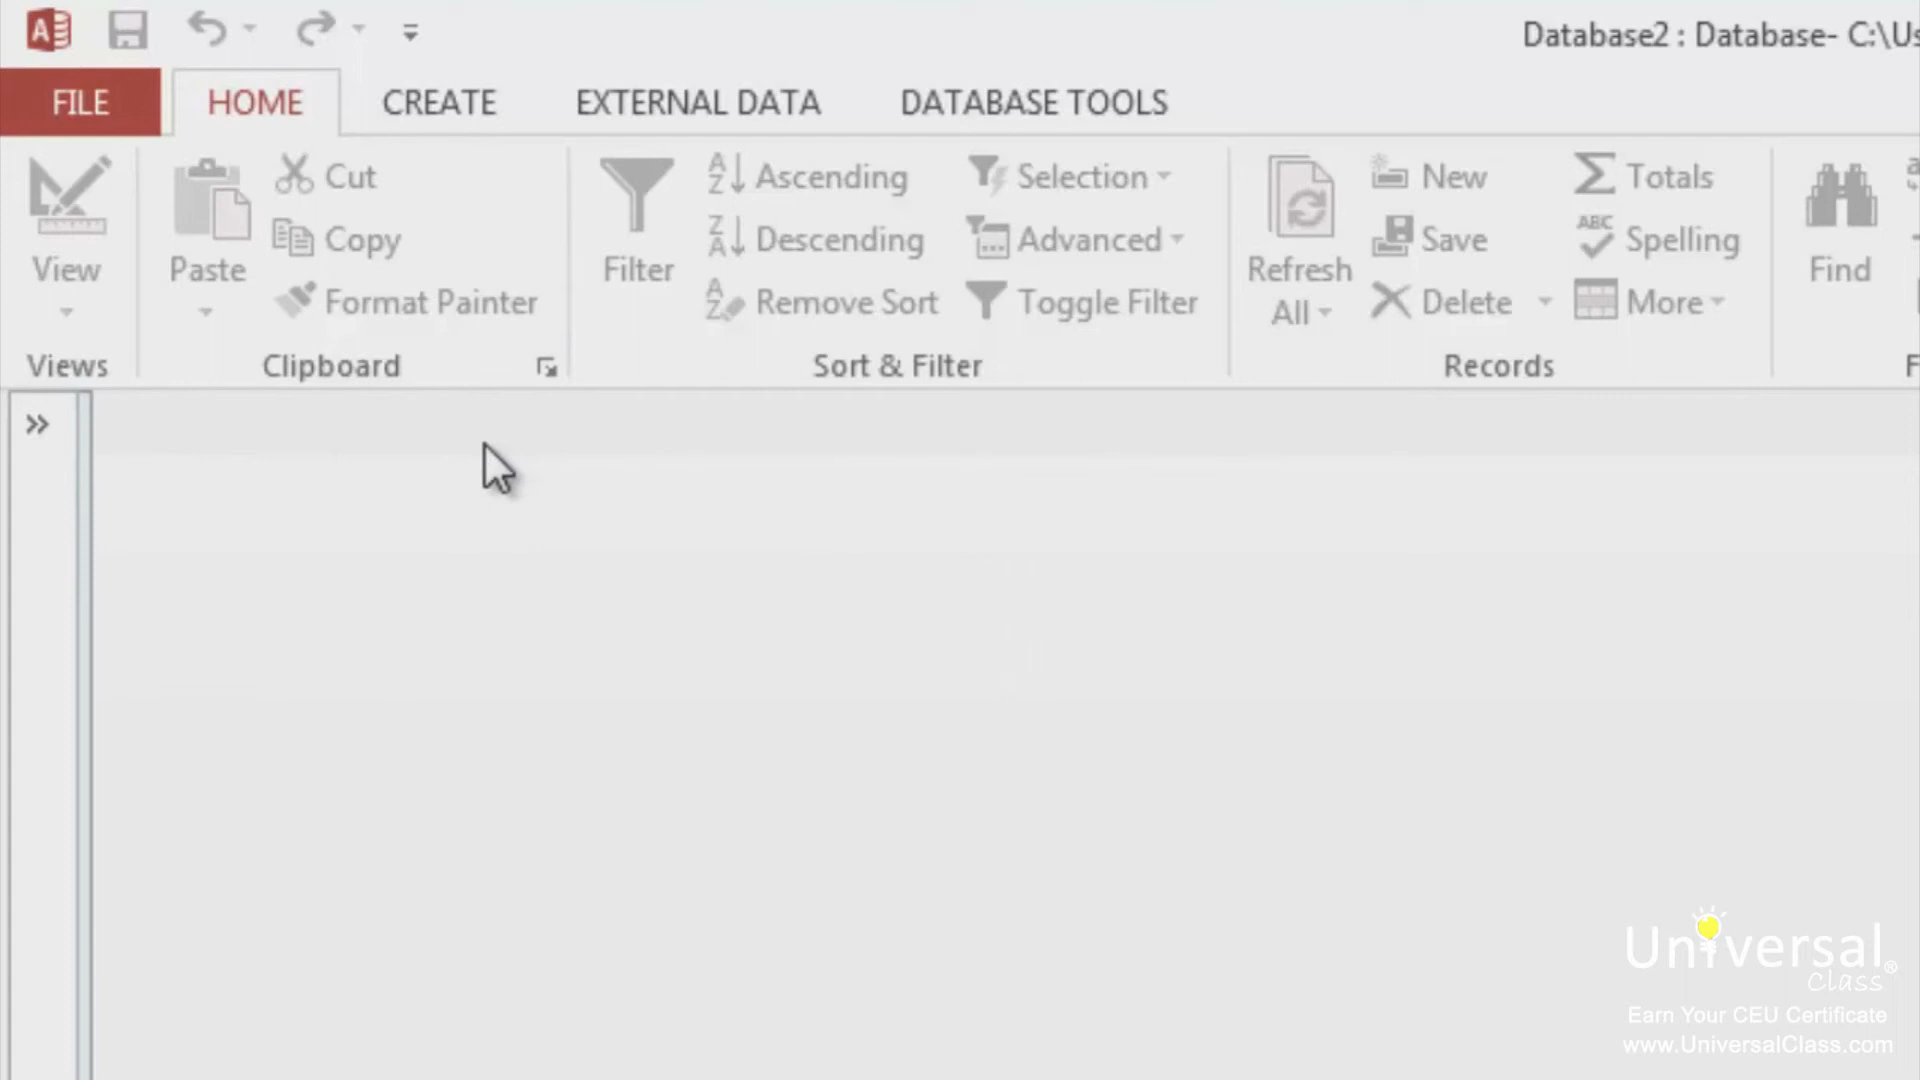 Database2 : Database- C:\Us
FILE HOME CREATE EXTERNAL DATA DATABASE TOOLS
View
Views
Paste
Cut
Copy
Format Painter
Clipboard
Filter
Ascending
Descending
Remove Sort
Selection
Advanced
Toggle Filter
Sort & Filter
Refresh
All
New
Save
Delete
Totals
ABC
Spelling
More
Records
Find
F
Universal®
Class
Earn Your CEU Certificate
www.UniversalClass.com